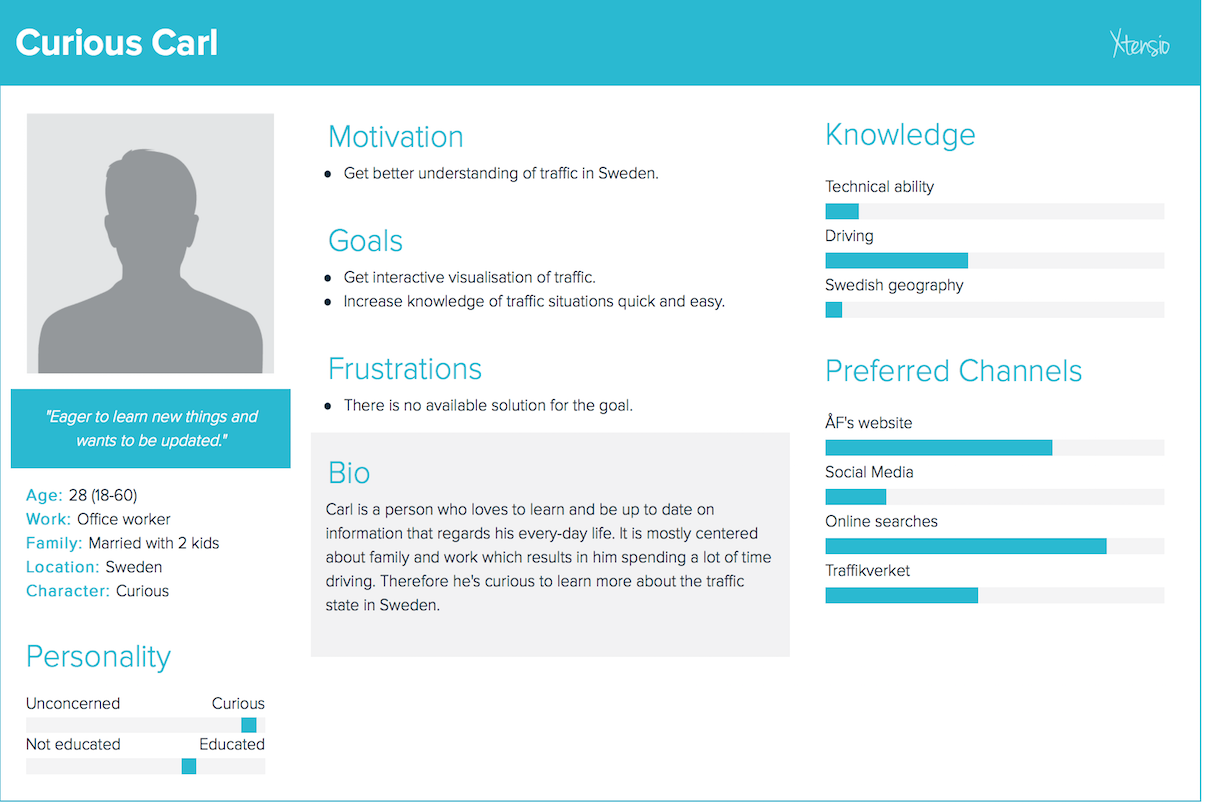 Curious Carl
Xtensio
"Eager to learn new things and
wants to be updated."
Age: 28 (18-60)
Work: Office worker
Family: Married with 2 kids
Location: Sweden
Character: Curious
Personality
Unconcerned Curious
Not educated Educated
Motivation
• Get better understanding of traffic in Sweden.
Goals
• Get interactive visualisation of traffic.
• Increase knowledge of traffic situations quick and easy.
Frustrations
• There is no available solution for the goal.
Bio
Carl is a person who loves to learn and be up to date on
information that regards his every-day life. It is mostly centered
about family and work which results in him spending a lot of time
driving. Therefore he's curious to learn more about the traffic
state in Sweden.
Knowledge
Technical ability
Driving
Swedish geography
Preferred Channels
ÅF's website
Social Media
Online searches
Traffikverket